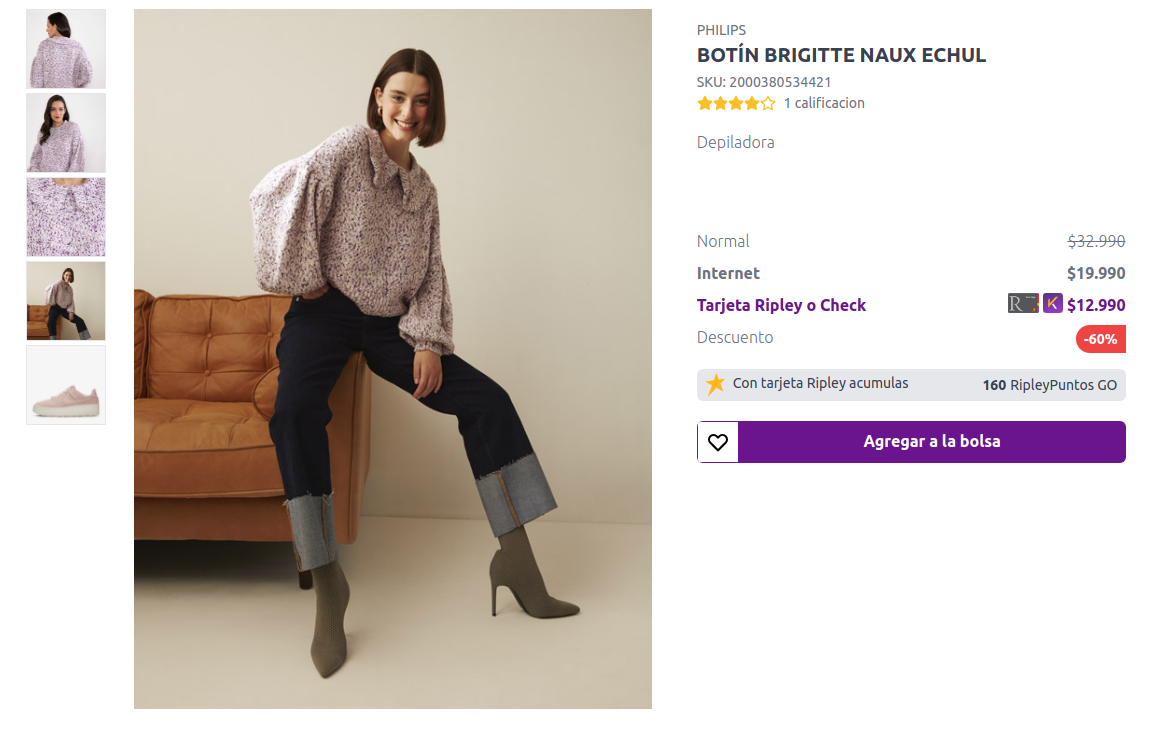 PHILIPS
BOTÍN BRIGITTE NAUX ECHUL
SKU: 2000380534421
1 calificacion
Depiladora
Normal $32.990
Internet $19.990
Tarjeta Ripley o Check R K $12.990
Descuento -60%
Con tarjeta Ripley acumulas 160 RipleyPuntos GO
Agregar a la bolsa